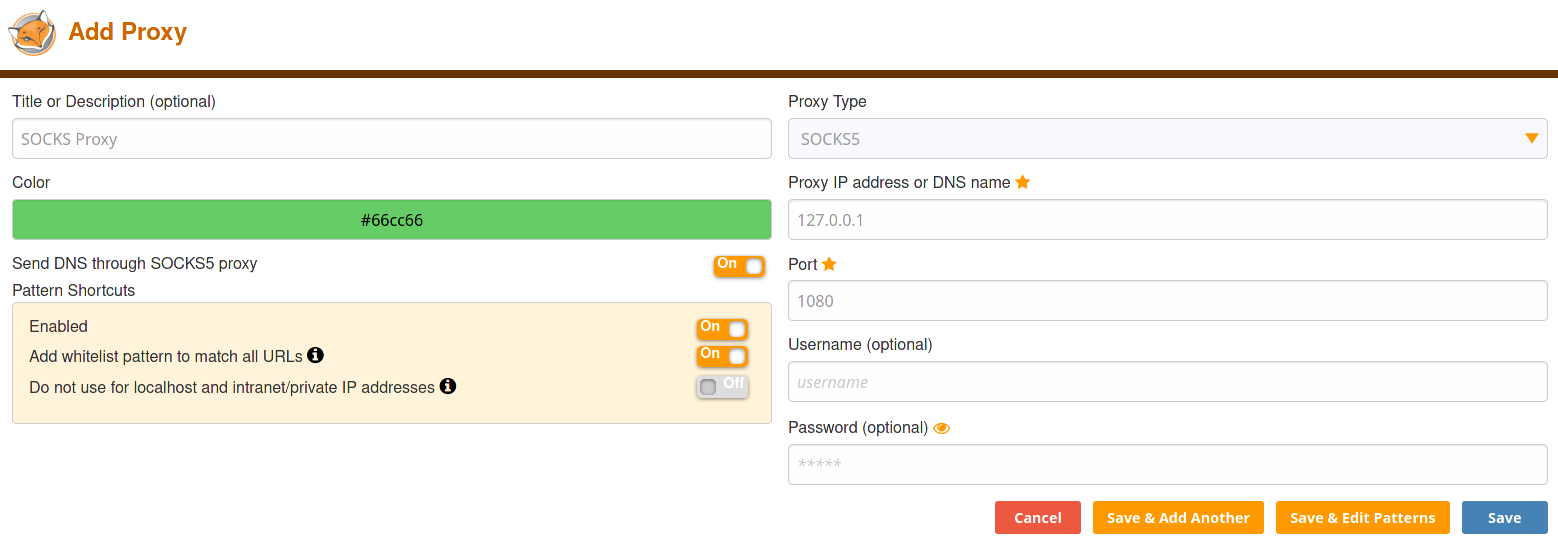 Add Proxy
Title or Description (optional)
SOCKS Proxy
Color
#66cc66
Send DNS through SOCKS5 proxy
On
Pattern Shortcuts
Enabled
On
Add whitelist pattern to match all URLs
On
Do not use for localhost and intranet/private IP addresses
Off
Proxy Type
SOCKS5
Proxy IP address or DNS name
127.0.0.1
Port
1080
Username (optional)
username
Password (optional)
*****
Cancel
Save & Add Another
Save & Edit Patterns
Save